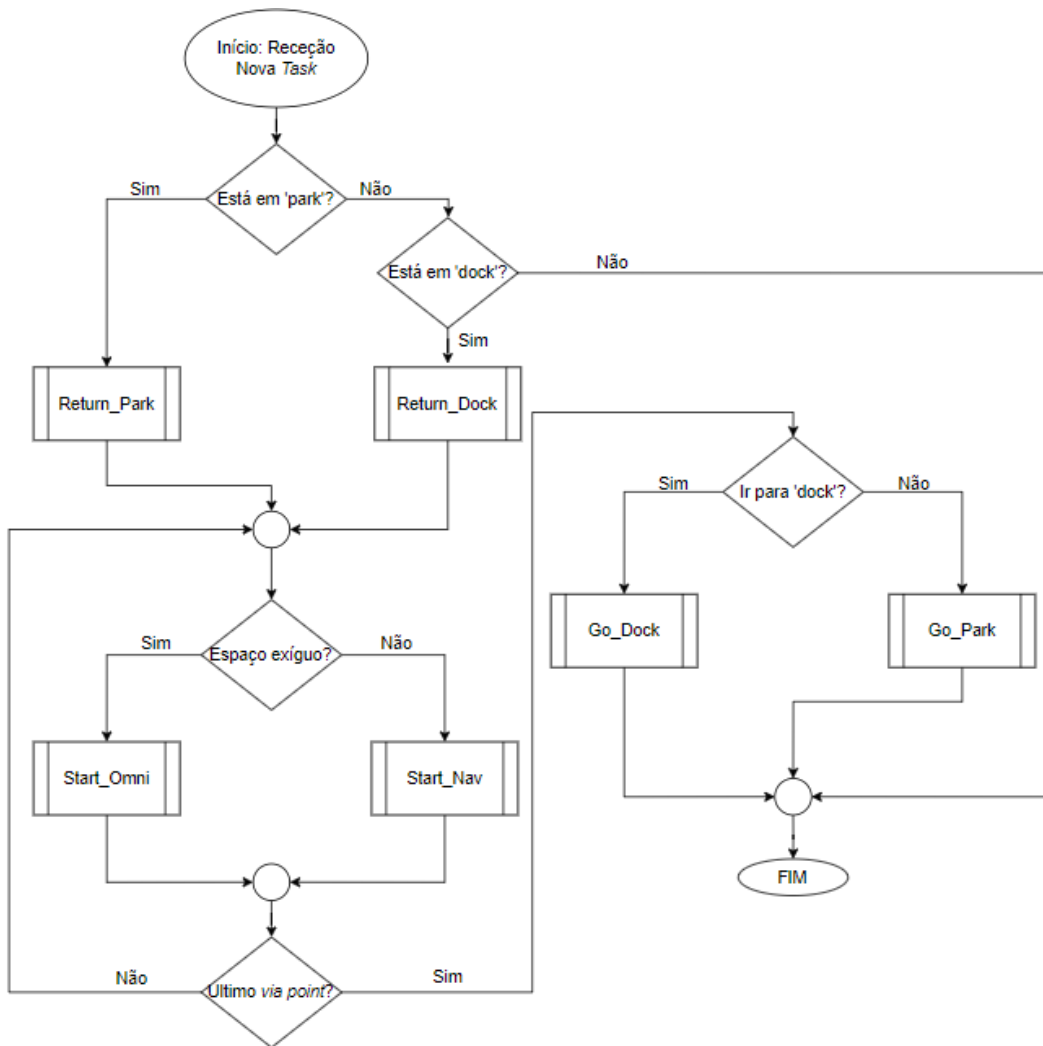 Início: Receção
Nova Task
Está em 'park'?
Sim
Não
Está em 'dock'?
Não
Sim
Return_Park
Return_Dock
Ir para 'dock'?
Sim
Não
Espaço exíguo?
Sim
Não
Go_Dock
Go_Park
Start_Omni
Start_Nav
FIM
Ultimo via point?
Não
Sim